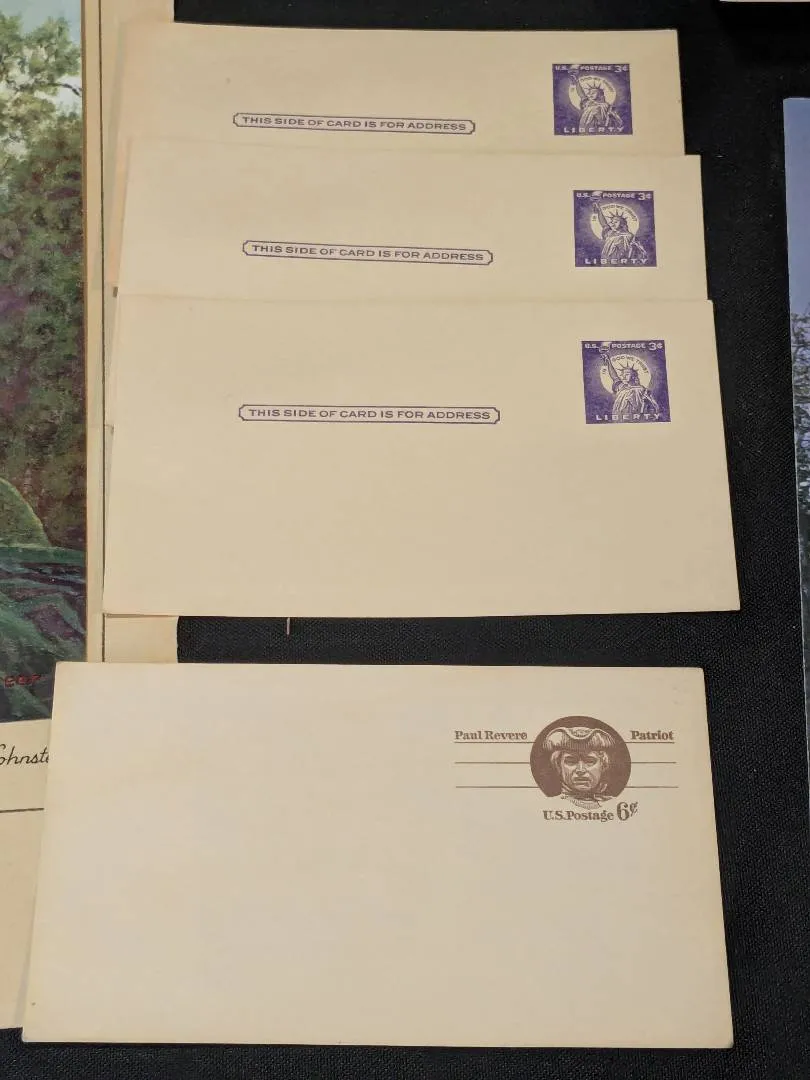 U.S. POSTAGE 3¢
IN GOD WE TRUST
LIBERTY
THIS SIDE OF CARD IS FOR ADDRESS
U.S. POSTAGE 3¢
IN GOD WE TRUST
LIBERTY
THIS SIDE OF CARD IS FOR ADDRESS
U.S. POSTAGE 3¢
IN GOD WE TRUST
LIBERTY
THIS SIDE OF CARD IS FOR ADDRESS
Paul Revere Patriot
U.S. Postage 6¢